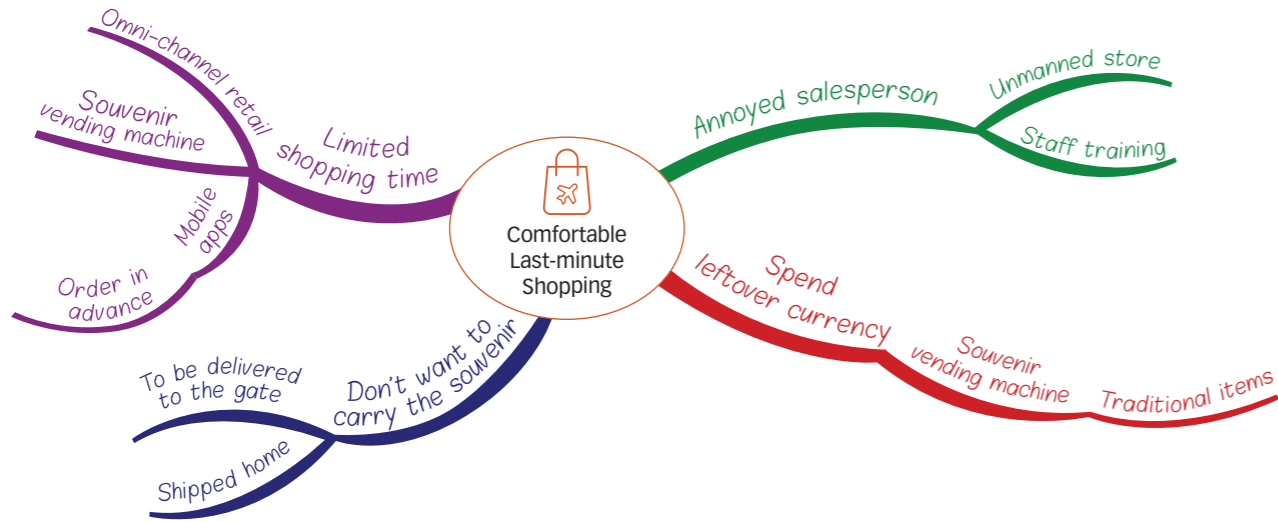 Comfortable
Last-minute
Shopping
Limited
shopping time
Omni-channel retail
Souvenir
vending machine
Mobile
apps
Order in
advance
Annoyed salesperson
Unmanned store
Staff training
Spend
leftover currency
Souvenir
vending machine
Traditional items
Don't want to
carry the souvenir
To be delivered
to the gate
Shipped home